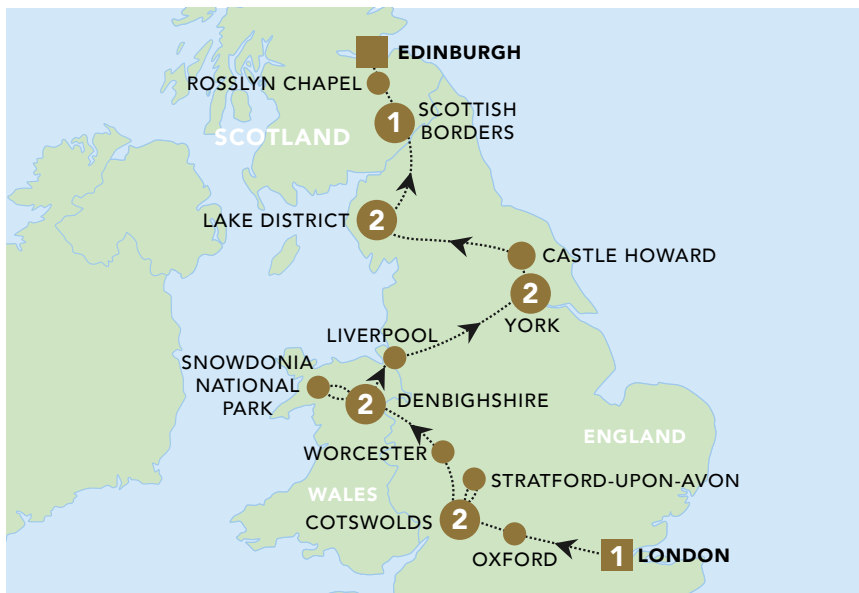 EDINBURGH
ROSSLYN CHAPEL
1
SCOTTISH
BORDERS
SCOTLAND
LAKE DISTRICT
2
CASTLE HOWARD
2
YORK
LIVERPOOL
SNOWDONIA
NATIONAL
PARK
2
DENBIGHSHIRE
ENGLAND
WORCESTER
STRATFORD-UPON-AVON
WALES
COTSWOLDS
2
OXFORD
1
LONDON